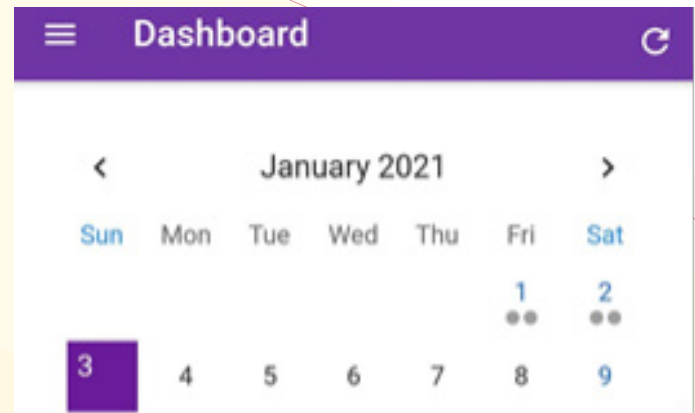 Dashboard
January 2021
Sun Mon Tue Wed Thu Fri Sat
1 2
3 4 5 6 7 8 9